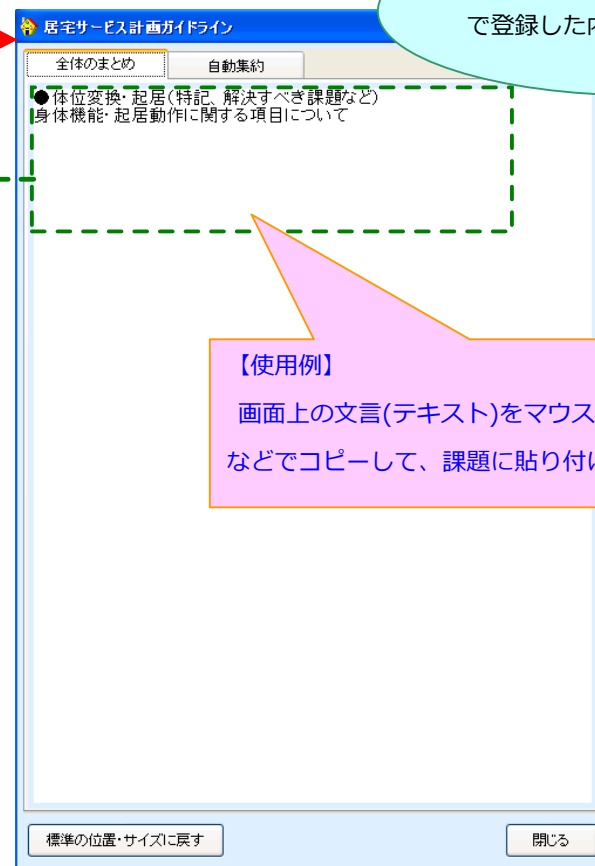 で登録した内
居宅サービス計画ガイドライン
全体のまとめ 自動集約
●体位変換・起居(特記、解決すべき課題など)
身体機能・起居動作に関する項目について
【使用例】
画面上の文言(テキスト)をマウス
などでコピーして、課題に貼り付け
標準の位置・サイズに戻す 閉じる